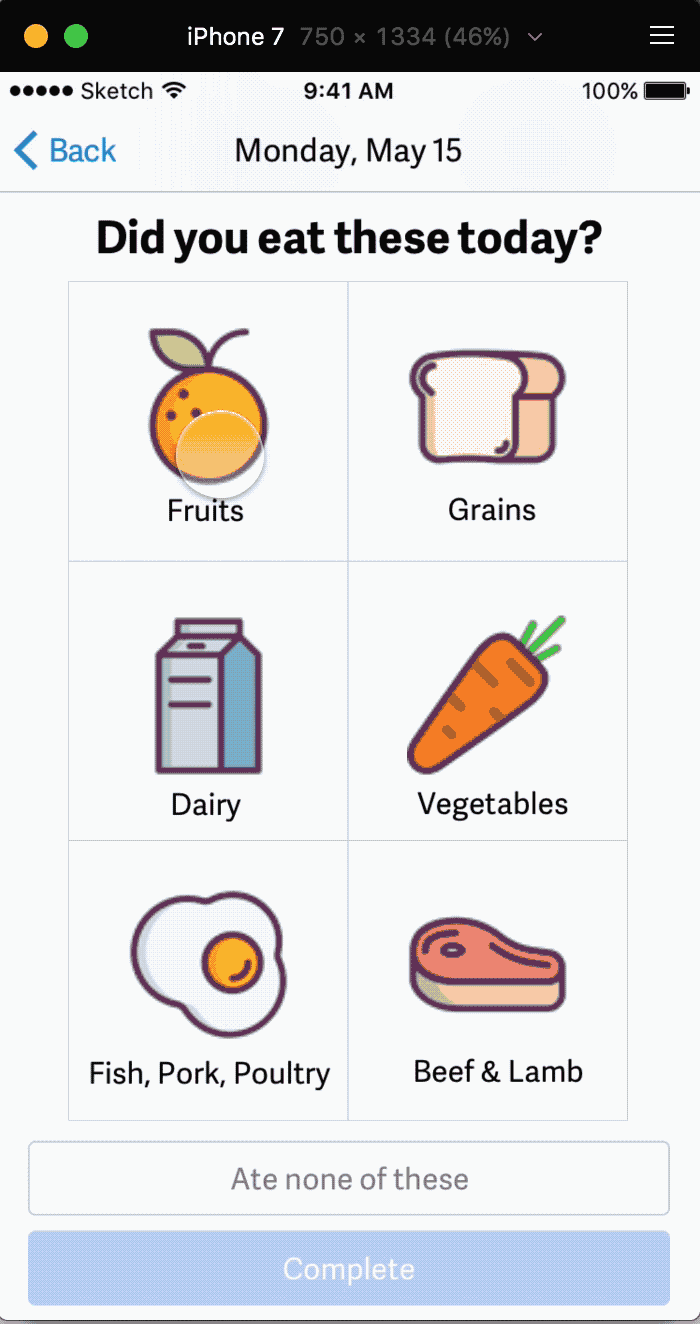 iPhone 7 750 × 1334 (46%)
Sketch 9:41 AM 100%
Back Monday, May 15
Did you eat these today?
Fruits Grains
Dairy Vegetables
Fish, Pork, Poultry Beef & Lamb
Ate none of these
Complete